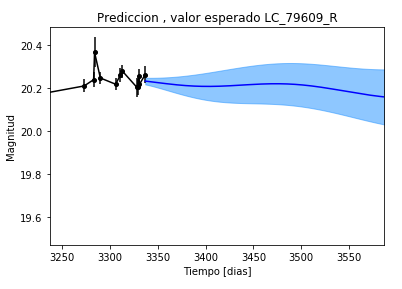 Prediccion , valor esperado LC_79609_R
Magnitud
20.4
20.2
20.0
19.8
19.6
3250 3300 3350 3400 3450 3500 3550
Tiempo [dias]